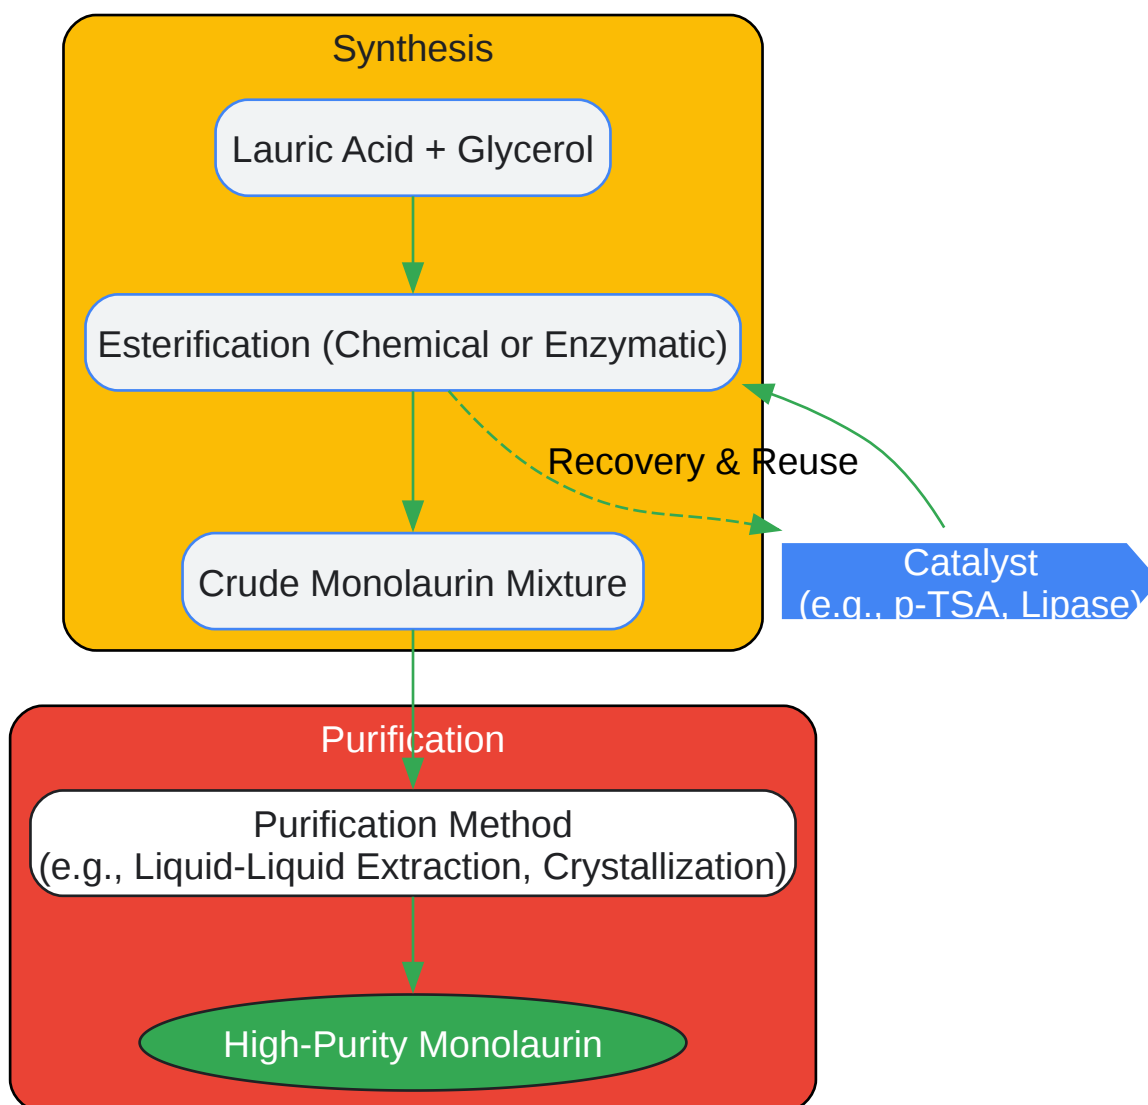 Synthesis
Lauric Acid + Glycerol
Esterification (Chemical or Enzymatic)
Recovery & Reuse
Catalyst
(e.g., p-TSA, Lipase)
Crude Monolaurin Mixture
Purification
Purification Method
(e.g., Liquid-Liquid Extraction, Crystallization)
High-Purity Monolaurin